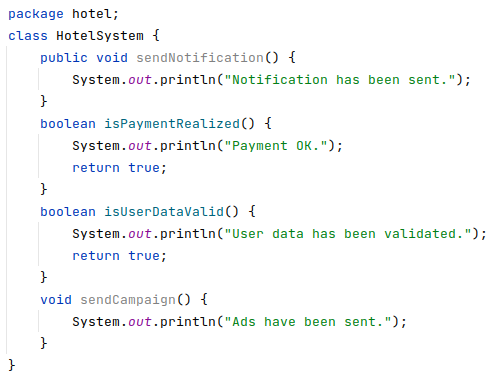 package hotel;
class HotelSystem {
    public void sendNotification() {
        System.out.println("Notification has been sent.");
    }
    boolean isPaymentRealized() {
        System.out.println("Payment OK.");
        return true;
    }
    boolean isUserDataValid() {
        System.out.println("User data has been validated.");
        return true;
    }
    void sendCampaign() {
        System.out.println("Ads have been sent.");
    }
}